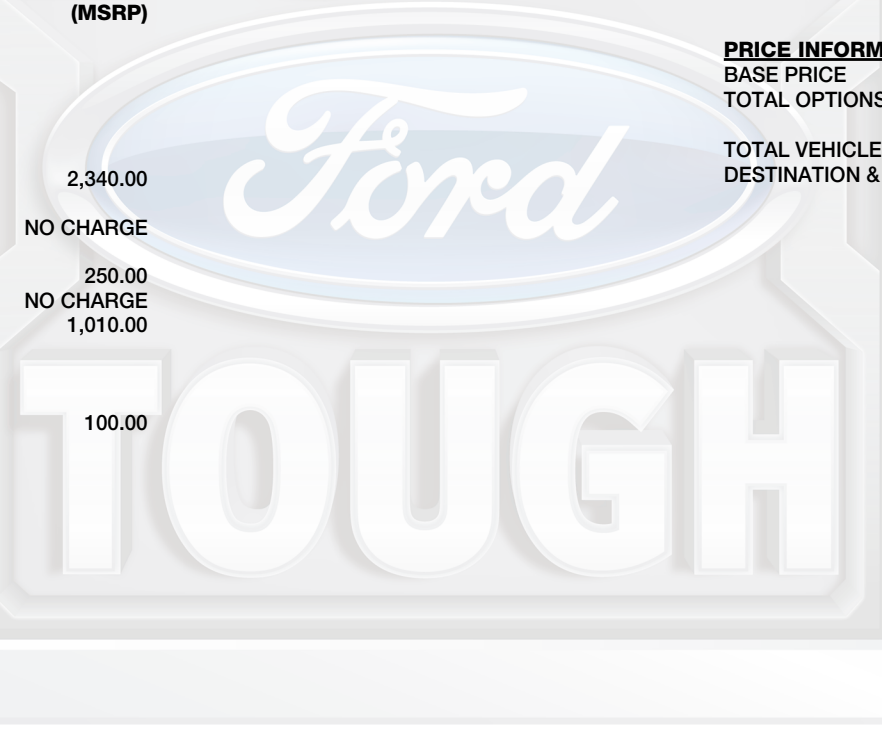 (MSRP)
2,340.00
NO CHARGE
250.00
NO CHARGE
1,010.00
100.00
PRICE INFORM
BASE PRICE
TOTAL OPTIONS
TOTAL VEHICLE
DESTINATION &
Ford
TOUGH